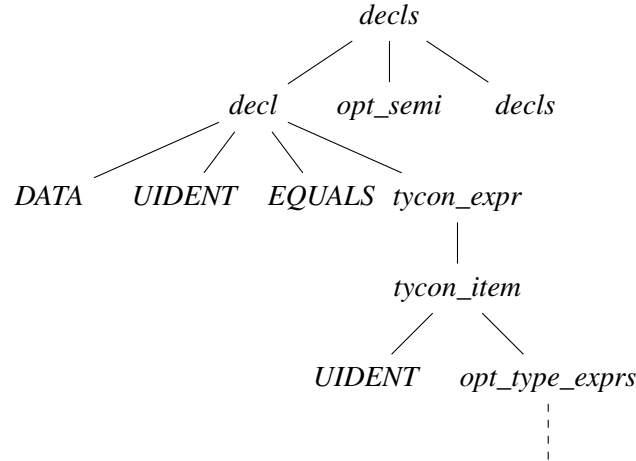 decls
decl opt_semi decls
DATA UIDENT EQUALS tycon_expr
tycon_item
UIDENT opt_type_exprs